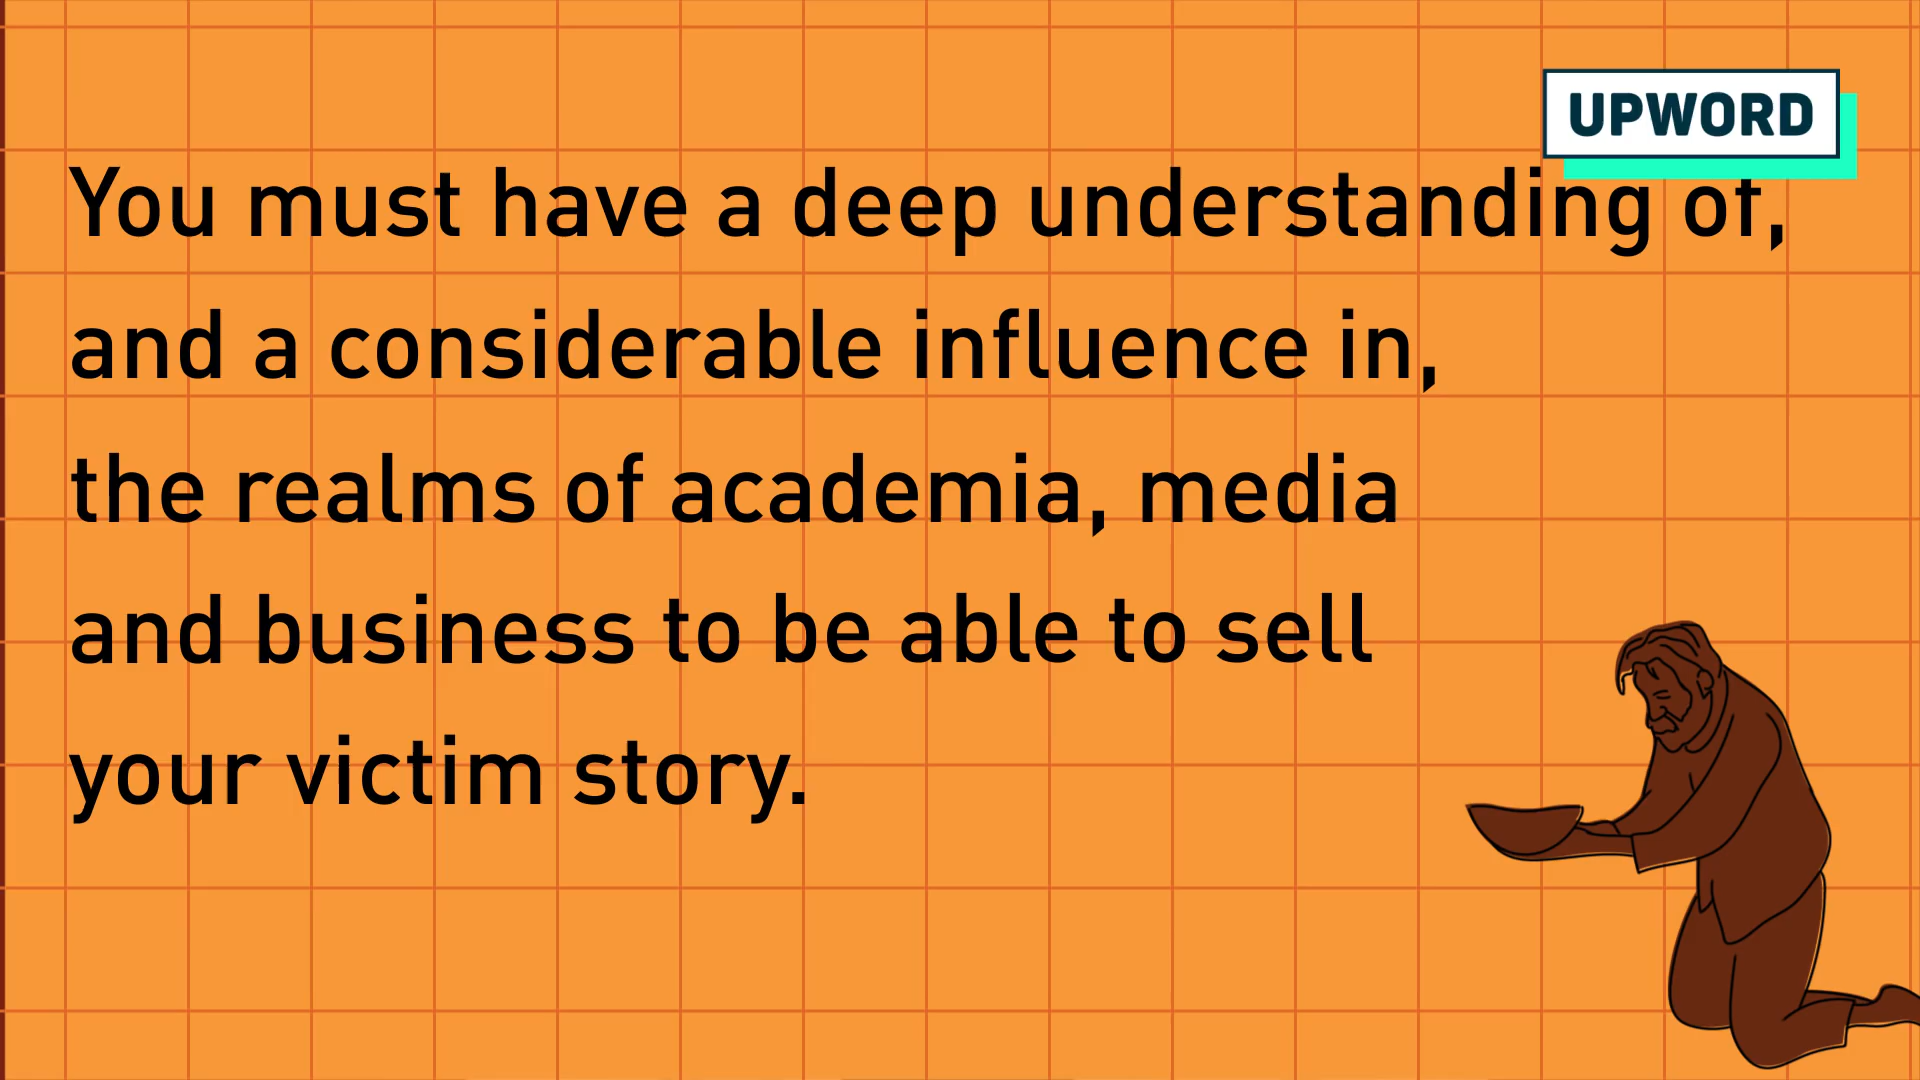 UPWORD
You must have a deep understanding of,
and a considerable influence in,
the realms of academia, media
and business to be able to sell
your victim story.